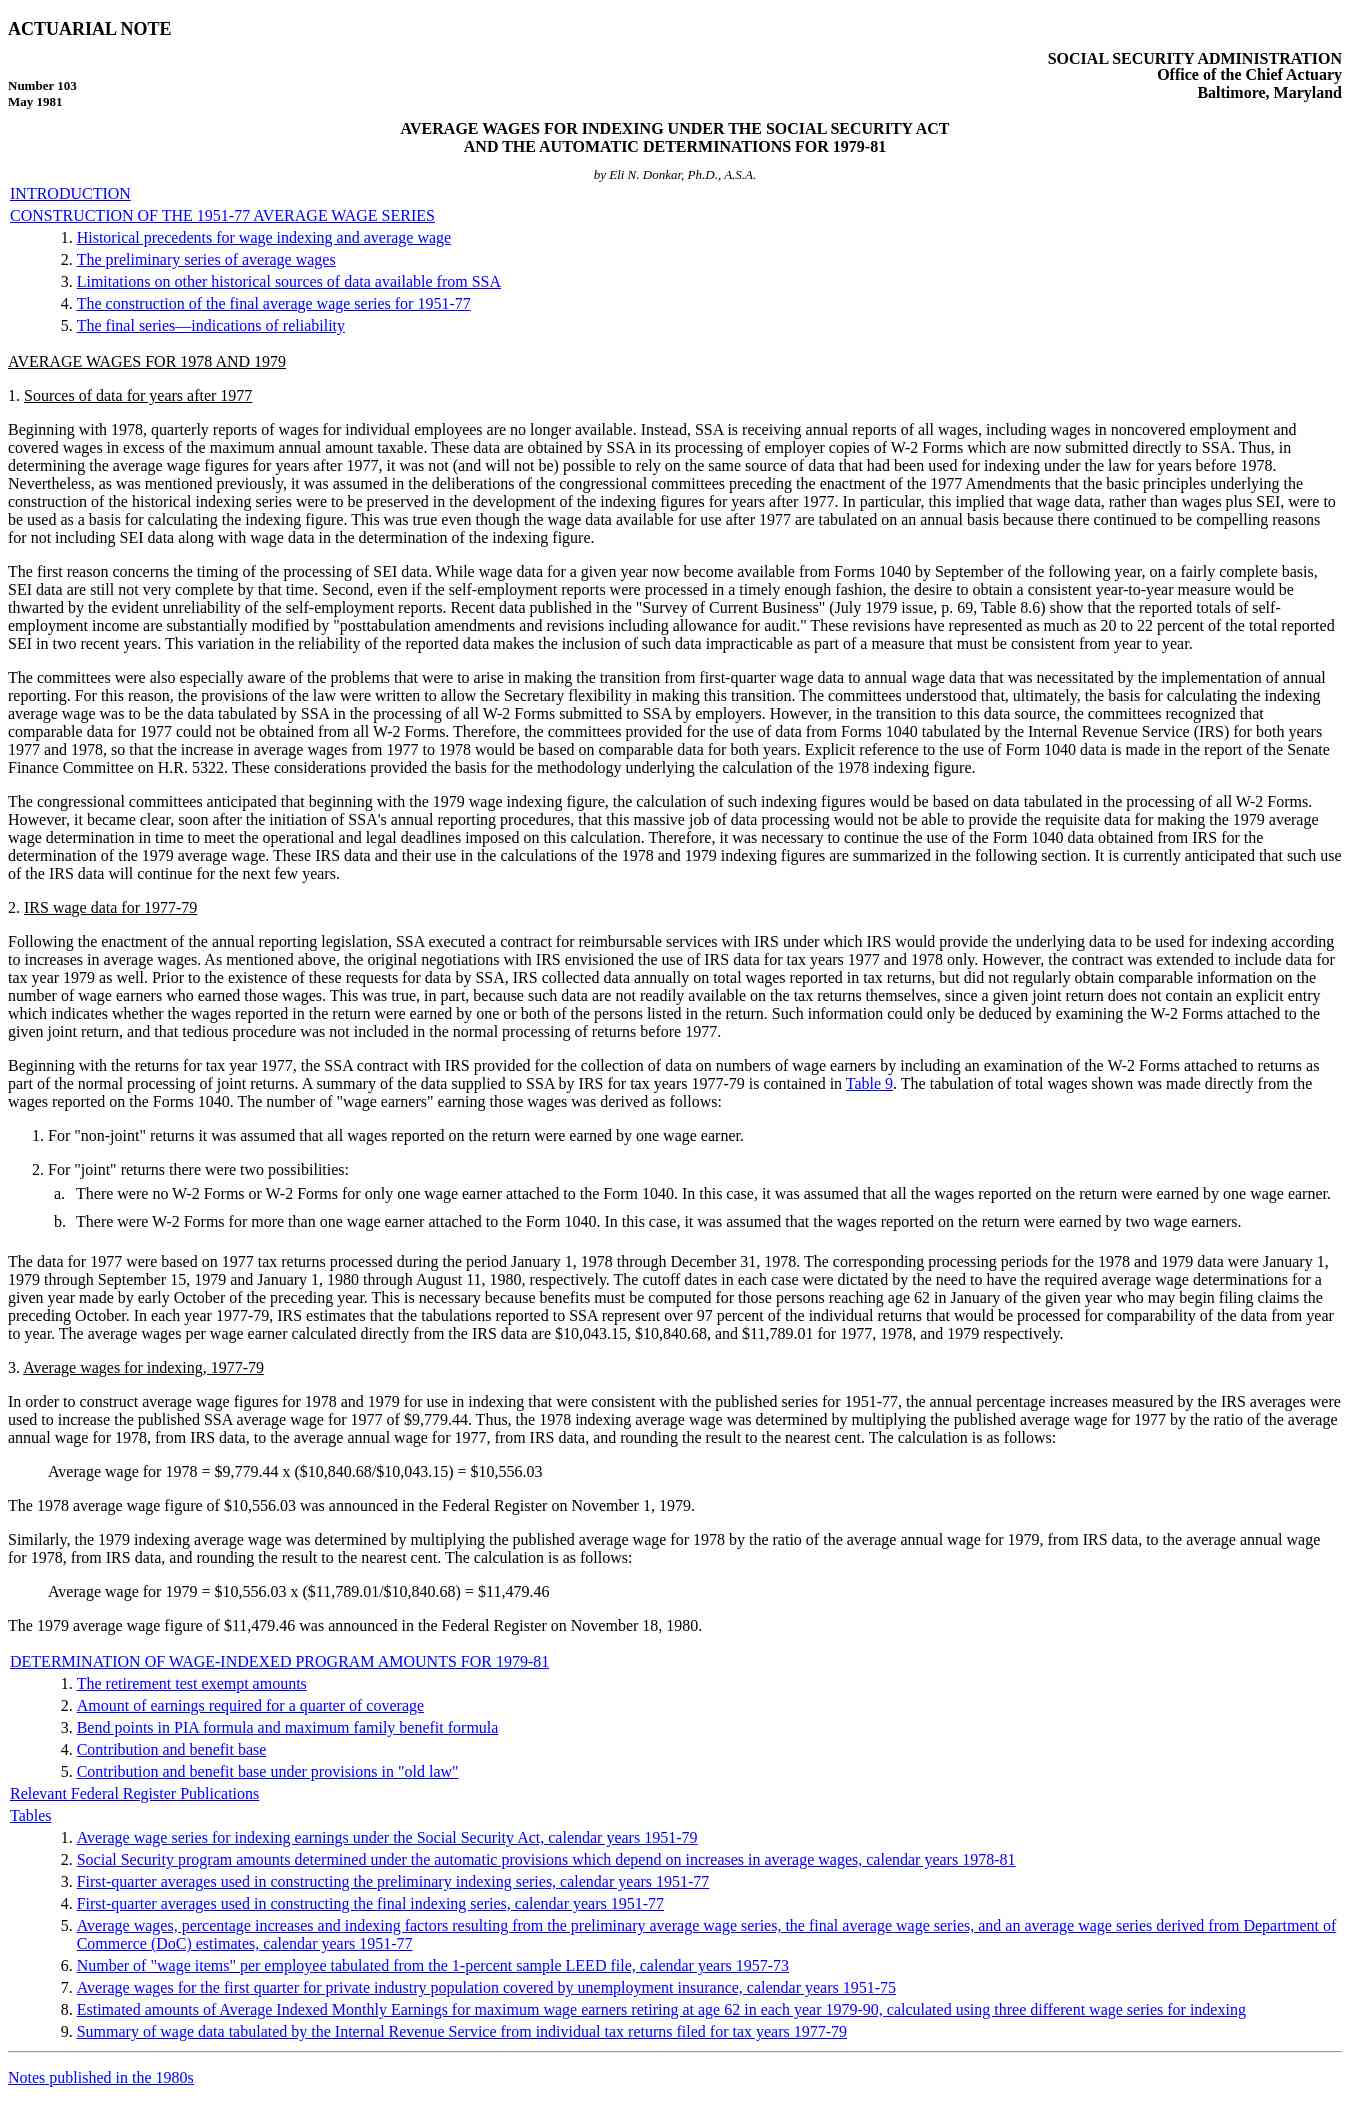 ACTUARIAL NOTE
SOCIAL SECURITY ADMINISTRATION
Office of the Chief Actuary
Baltimore, Maryland
Number 103
May 1981
AVERAGE WAGES FOR INDEXING UNDER THE SOCIAL SECURITY ACT
AND THE AUTOMATIC DETERMINATIONS FOR 1979-81
by Eli N. Donkar, Ph.D., A.S.A.
INTRODUCTION
CONSTRUCTION OF THE 1951-77 AVERAGE WAGE SERIES
1. Historical precedents for wage indexing and average wage
2. The preliminary series of average wages
3. Limitations on other historical sources of data available from SSA
4. The construction of the final average wage series for 1951-77
5. The final series—indications of reliability
AVERAGE WAGES FOR 1978 AND 1979
1. Sources of data for years after 1977
Beginning with 1978, quarterly reports of wages for individual employees are no longer available. Instead, SSA is receiving annual reports of all wages, including wages in noncovered employment and
covered wages in excess of the maximum annual amount taxable. These data are obtained by SSA in its processing of employer copies of W-2 Forms which are now submitted directly to SSA. Thus, in
determining the average wage figures for years after 1977, it was not (and will not be) possible to rely on the same source of data that had been used for indexing under the law for years before 1978.
Nevertheless, as was mentioned previously, it was assumed in the deliberations of the congressional committees preceding the enactment of the 1977 Amendments that the basic principles underlying the
construction of the historical indexing series were to be preserved in the development of the indexing figures for years after 1977. In particular, this implied that wage data, rather than wages plus SEI, were to
be used as a basis for calculating the indexing figure. This was true even though the wage data available for use after 1977 are tabulated on an annual basis because there continued to be compelling reasons
for not including SEI data along with wage data in the determination of the indexing figure.
The first reason concerns the timing of the processing of SEI data. While wage data for a given year now become available from Forms 1040 by September of the following year, on a fairly complete basis,
SEI data are still not very complete by that time. Second, even if the self-employment reports were processed in a timely enough fashion, the desire to obtain a consistent year-to-year measure would be
thwarted by the evident unreliability of the self-employment reports. Recent data published in the "Survey of Current Business" (July 1979 issue, p. 69, Table 8.6) show that the reported totals of self-
employment income are substantially modified by "posttabulation amendments and revisions including allowance for audit." These revisions have represented as much as 20 to 22 percent of the total reported
SEI in two recent years. This variation in the reliability of the reported data makes the inclusion of such data impracticable as part of a measure that must be consistent from year to year.
The committees were also especially aware of the problems that were to arise in making the transition from first-quarter wage data to annual wage data that was necessitated by the implementation of annual
reporting. For this reason, the provisions of the law were written to allow the Secretary flexibility in making this transition. The committees understood that, ultimately, the basis for calculating the indexing
average wage was to be the data tabulated by SSA in the processing of all W-2 Forms submitted to SSA by employers. However, in the transition to this data source, the committees recognized that
comparable data for 1977 could not be obtained from all W-2 Forms. Therefore, the committees provided for the use of data from Forms 1040 tabulated by the Internal Revenue Service (IRS) for both years
1977 and 1978, so that the increase in average wages from 1977 to 1978 would be based on comparable data for both years. Explicit reference to the use of Form 1040 data is made in the report of the Senate
Finance Committee on H.R. 5322. These considerations provided the basis for the methodology underlying the calculation of the 1978 indexing figure.
The congressional committees anticipated that beginning with the 1979 wage indexing figure, the calculation of such indexing figures would be based on data tabulated in the processing of all W-2 Forms.
However, it became clear, soon after the initiation of SSA's annual reporting procedures, that this massive job of data processing would not be able to provide the requisite data for making the 1979 average
wage determination in time to meet the operational and legal deadlines imposed on this calculation. Therefore, it was necessary to continue the use of the Form 1040 data obtained from IRS for the
determination of the 1979 average wage. These IRS data and their use in the calculations of the 1978 and 1979 indexing figures are summarized in the following section. It is currently anticipated that such use
of the IRS data will continue for the next few years.
2. IRS wage data for 1977-79
Following the enactment of the annual reporting legislation, SSA executed a contract for reimbursable services with IRS under which IRS would provide the underlying data to be used for indexing according
to increases in average wages. As mentioned above, the original negotiations with IRS envisioned the use of IRS data for tax years 1977 and 1978 only. However, the contract was extended to include data for
tax year 1979 as well. Prior to the existence of these requests for data by SSA, IRS collected data annually on total wages reported in tax returns, but did not regularly obtain comparable information on the
number of wage earners who earned those wages. This was true, in part, because such data are not readily available on the tax returns themselves, since a given joint return does not contain an explicit entry
which indicates whether the wages reported in the return were earned by one or both of the persons listed in the return. Such information could only be deduced by examining the W-2 Forms attached to the
given joint return, and that tedious procedure was not included in the normal processing of returns before 1977.
Beginning with the returns for tax year 1977, the SSA contract with IRS provided for the collection of data on numbers of wage earners by including an examination of the W-2 Forms attached to returns as
part of the normal processing of joint returns. A summary of the data supplied to SSA by IRS for tax years 1977-79 is contained in Table 9. The tabulation of total wages shown was made directly from the
wages reported on the Forms 1040. The number of "wage earners" earning those wages was derived as follows:
1. For "non-joint" returns it was assumed that all wages reported on the return were earned by one wage earner.
2. For "joint" returns there were two possibilities:
a. There were no W-2 Forms or W-2 Forms for only one wage earner attached to the Form 1040. In this case, it was assumed that all the wages reported on the return were earned by one wage earner.
b. There were W-2 Forms for more than one wage earner attached to the Form 1040. In this case, it was assumed that the wages reported on the return were earned by two wage earners.
The data for 1977 were based on 1977 tax returns processed during the period January 1, 1978 through December 31, 1978. The corresponding processing periods for the 1978 and 1979 data were January 1,
1979 through September 15, 1979 and January 1, 1980 through August 11, 1980, respectively. The cutoff dates in each case were dictated by the need to have the required average wage determinations for a
given year made by early October of the preceding year. This is necessary because benefits must be computed for those persons reaching age 62 in January of the given year who may begin filing claims the
preceding October. In each year 1977-79, IRS estimates that the tabulations reported to SSA represent over 97 percent of the individual returns that would be processed for comparability of the data from year
to year. The average wages per wage earner calculated directly from the IRS data are $10,043.15, $10,840.68, and $11,789.01 for 1977, 1978, and 1979 respectively.
3. Average wages for indexing, 1977-79
In order to construct average wage figures for 1978 and 1979 for use in indexing that were consistent with the published series for 1951-77, the annual percentage increases measured by the IRS averages were
used to increase the published SSA average wage for 1977 of $9,779.44. Thus, the 1978 indexing average wage was determined by multiplying the published average wage for 1977 by the ratio of the average
annual wage for 1978, from IRS data, to the average annual wage for 1977, from IRS data, and rounding the result to the nearest cent. The calculation is as follows:
Average wage for 1978 = $9,779.44 x ($10,840.68/$10,043.15) = $10,556.03
The 1978 average wage figure of $10,556.03 was announced in the Federal Register on November 1, 1979.
Similarly, the 1979 indexing average wage was determined by multiplying the published average wage for 1978 by the ratio of the average annual wage for 1979, from IRS data, to the average annual wage
for 1978, from IRS data, and rounding the result to the nearest cent. The calculation is as follows:
Average wage for 1979 = $10,556.03 x ($11,789.01/$10,840.68) = $11,479.46
The 1979 average wage figure of $11,479.46 was announced in the Federal Register on November 18, 1980.
DETERMINATION OF WAGE-INDEXED PROGRAM AMOUNTS FOR 1979-81
1. The retirement test exempt amounts
2. Amount of earnings required for a quarter of coverage
3. Bend points in PIA formula and maximum family benefit formula
4. Contribution and benefit base
5. Contribution and benefit base under provisions in "old law"
Relevant Federal Register Publications
Tables
1. Average wage series for indexing earnings under the Social Security Act, calendar years 1951-79
2. Social Security program amounts determined under the automatic provisions which depend on increases in average wages, calendar years 1978-81
3. First-quarter averages used in constructing the preliminary indexing series, calendar years 1951-77
4. First-quarter averages used in constructing the final indexing series, calendar years 1951-77
5. Average wages, percentage increases and indexing factors resulting from the preliminary average wage series, the final average wage series, and an average wage series derived from Department of
Commerce (DoC) estimates, calendar years 1951-77
6. Number of "wage items" per employee tabulated from the 1-percent sample LEED file, calendar years 1957-73
7. Average wages for the first quarter for private industry population covered by unemployment insurance, calendar years 1951-75
8. Estimated amounts of Average Indexed Monthly Earnings for maximum wage earners retiring at age 62 in each year 1979-90, calculated using three different wage series for indexing
9. Summary of wage data tabulated by the Internal Revenue Service from individual tax returns filed for tax years 1977-79
Notes published in the 1980s